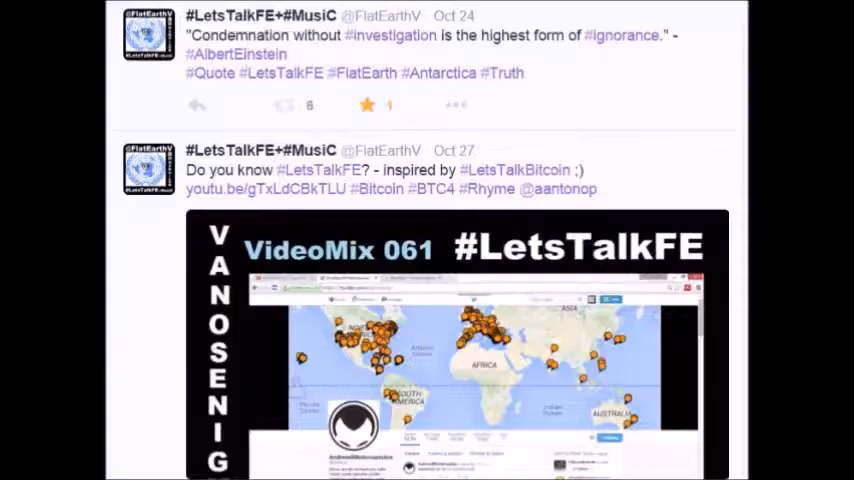 #LetsTalkFE+#MusiC @FlatEarthV Oct 24
"Condemnation without #investigation is the highest form of #ignorance." -
#AlbertEinstein
#Quote #LetsTalkFE #FlatEarth #Antarctica #Truth
6 1
#LetsTalkFE+#MusiC @FlatEarthV Oct 27
Do you know #LetsTalkFE? - inspired by #LetsTalkBitcoin ;)
youtu.be/gTxLdCBkTLU #Bitcoin #BTC4 #Rhyme @aantonop
VideoMix 061 #LetsTalkFE
VANOSENIG
ASIA
AFRICA
SOUTH
AMERICA
AUSTRALIA